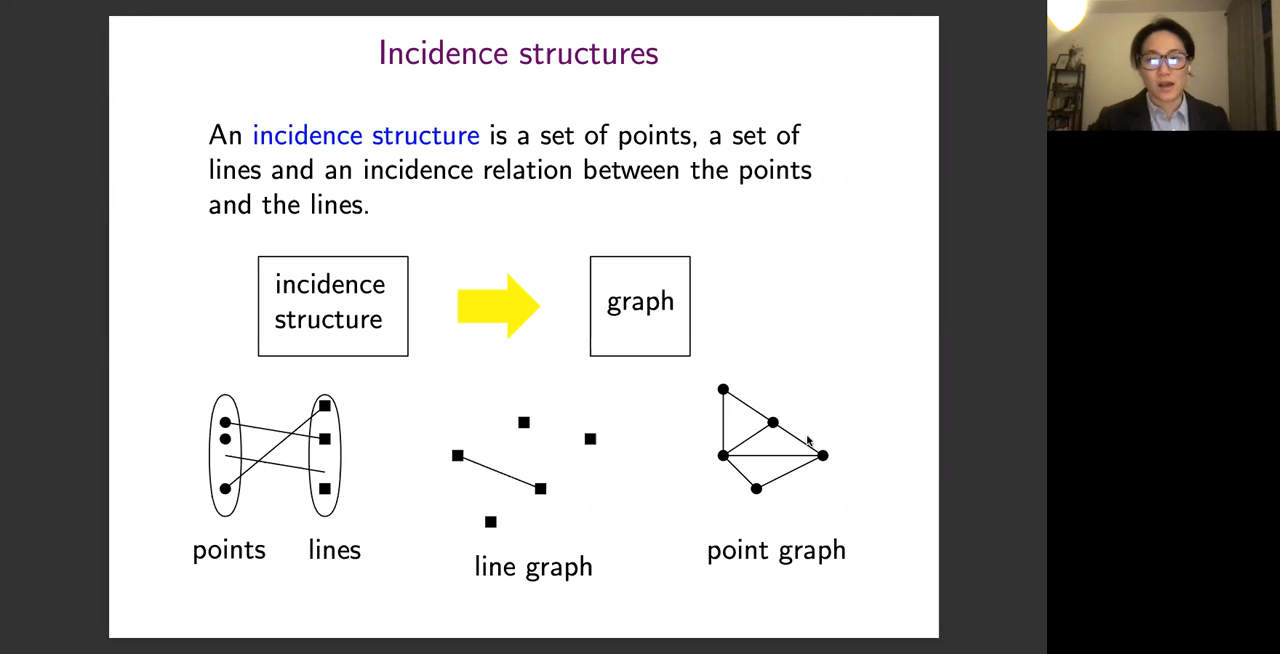 Incidence structures
An incidence structure is a set of points, a set of
lines and an incidence relation between the points
and the lines.
incidence
structure
graph
points
lines
line graph
point graph